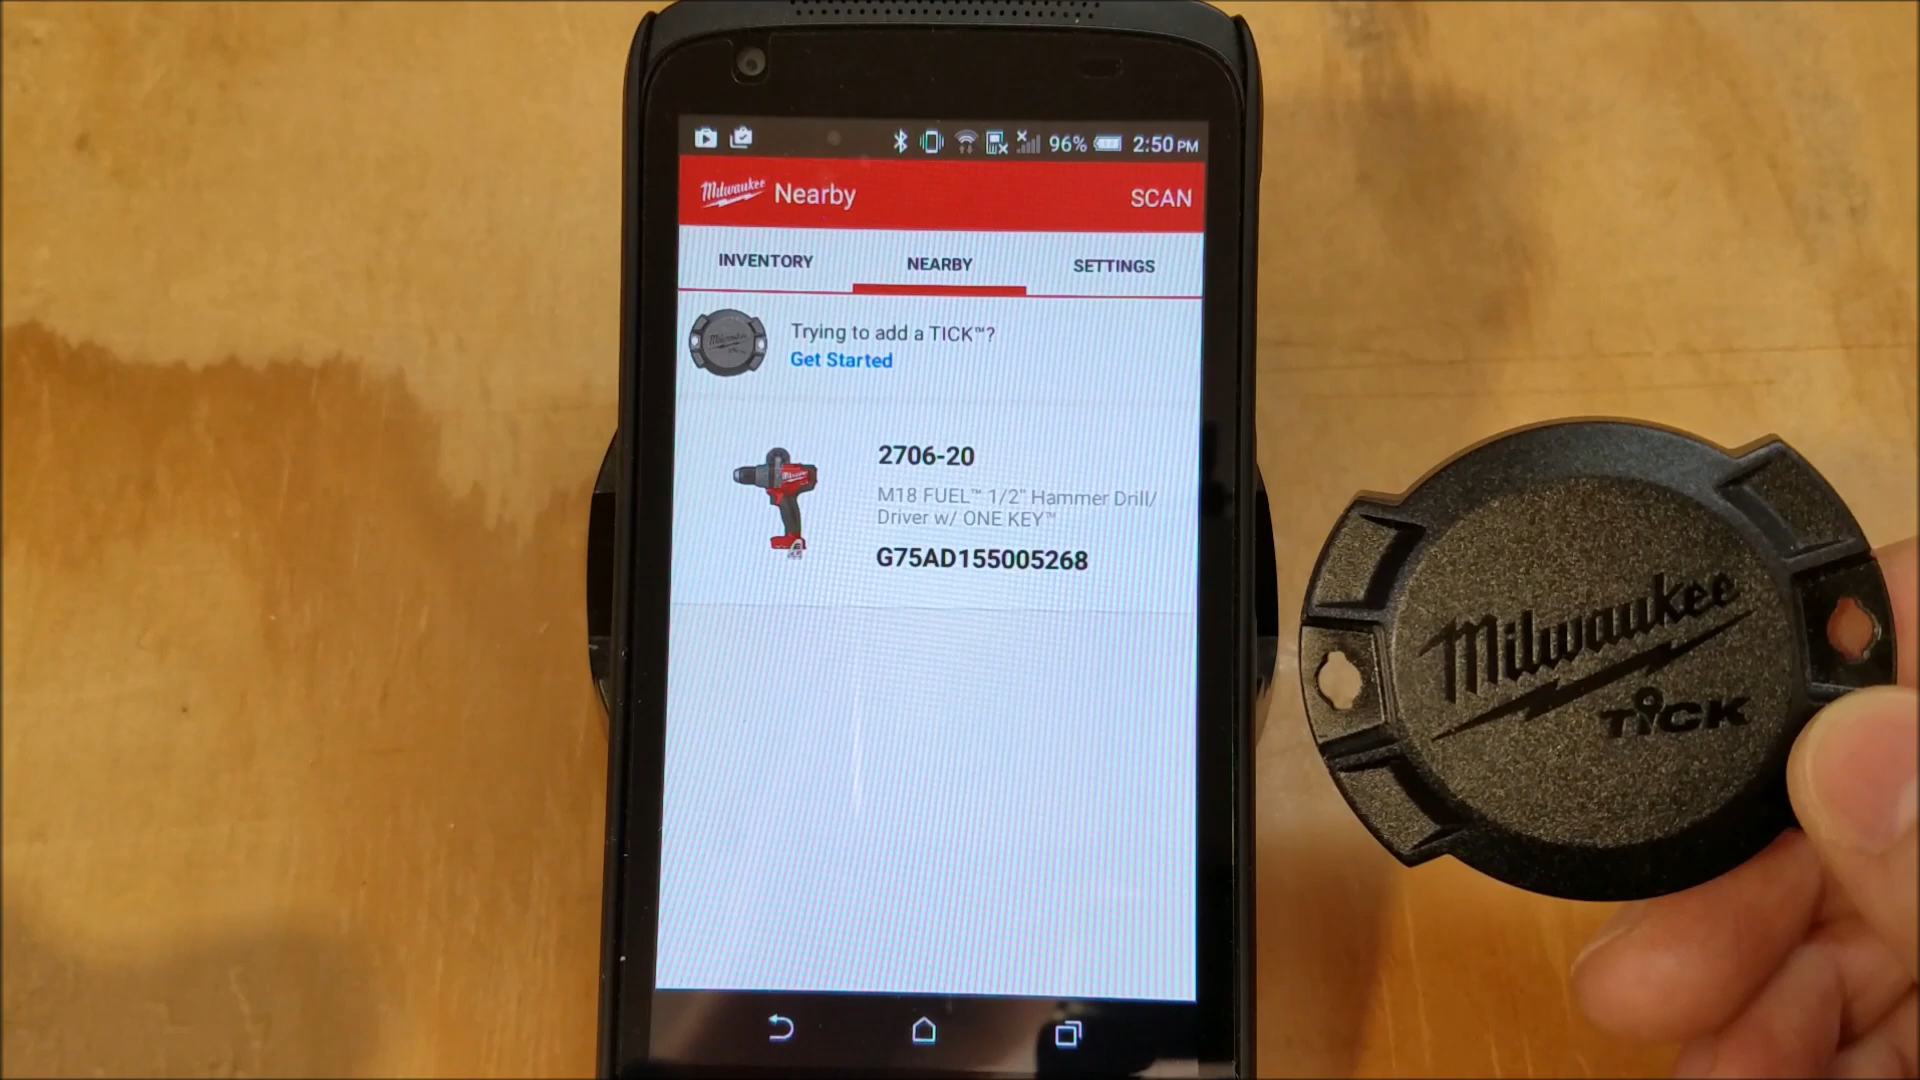 96% 2:50 PM
Milwaukee Nearby SCAN
INVENTORY NEARBY SETTINGS
Trying to add a TICK™?
Get Started
2706-20
M18 FUEL™ 1/2" Hammer Drill/
Driver w/ ONE KEY™
G75AD155005268
Milwaukee
TICK